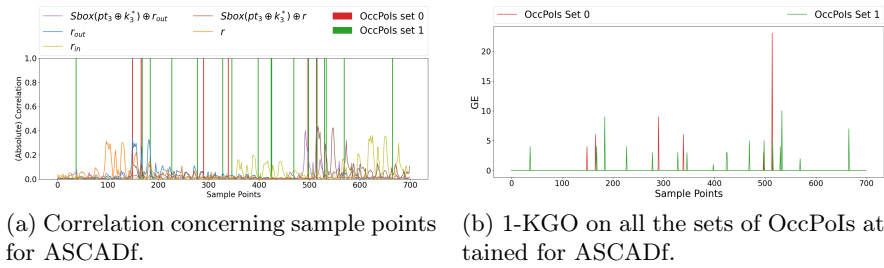 Sbox(pt₃ ⊕ k₃*) ⊕ r_out
Sbox(pt₃ ⊕ k₃*) ⊕ r
OccPoIs set 0
r_out
r
OccPoIs set 1
r_in
1.0
0.8
0.6
0.4
0.2
0.0
(Absolute) Correlation
0 100 200 300 400 500 600 700
Sample Points
OccPoIs Set 0
OccPoIs Set 1
20
15
10
5
0
GE
0 100 200 300 400 500 600 700
Sample Points
(a) Correlation concerning sample points
for ASCADf.
(b) 1-KGO on all the sets of OccPoIs at
tained for ASCADf.